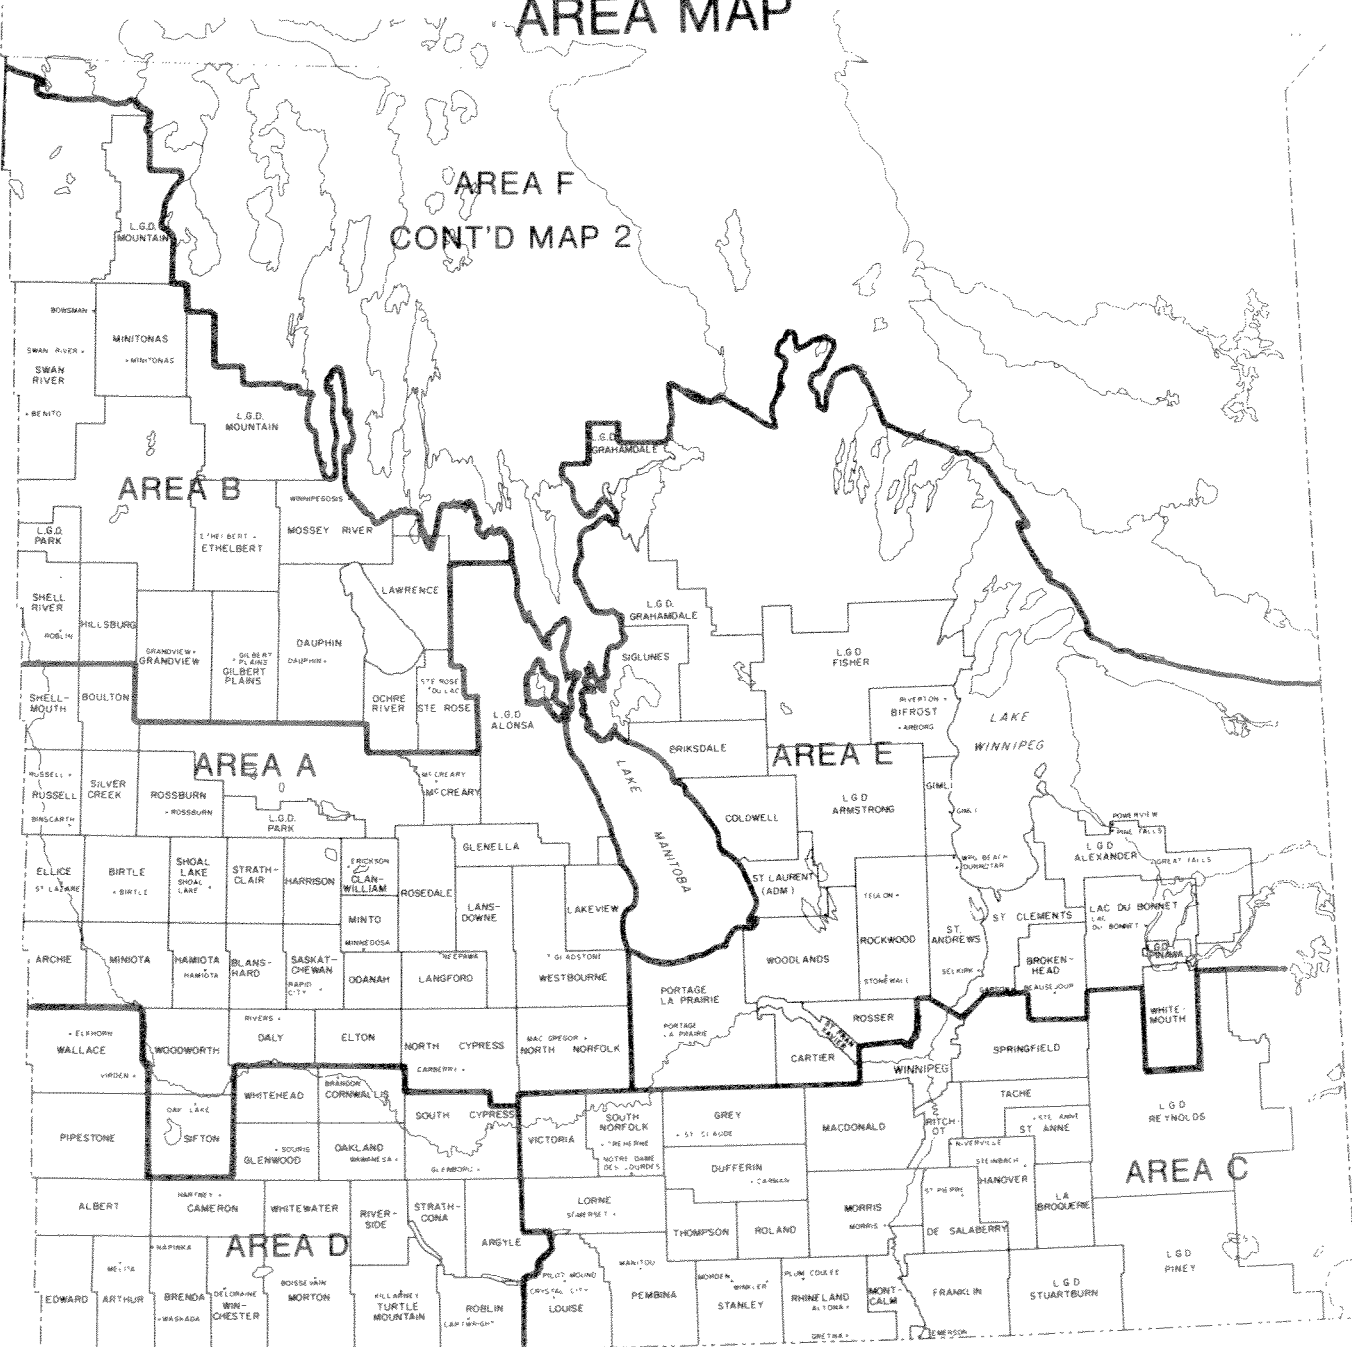 AREA MAP
AREA F
CONT'D MAP 2
L.G.D.
MOUNTAIN
BOWSMAN
MINITONAS
MINITONAS
SWAN RIVER
SWAN
RIVER
BENITO
L.G.D.
MOUNTAIN
L.G.D.
GRAHAMDALE
AREA B
WINNIPEGOSIS
MOSSEY RIVER
L.G.D.
PARK
ETHELBERT
ETHELBERT
SHELL
RIVER
ROBLIN
HILLSBURG
LAWRENCE
L.G.D.
GRAHAMDALE
GRANDVIEW
GRANDVIEW
GILBERT
PLAINS
GILBERT
PLAINS
DAUPHIN
DAUPHIN
SIGLUNES
L.G.D
FISHER
SHELL-
MOUTH
BOULTON
OCHRE
RIVER
STE ROSE
DU LAC
STE ROSE
L.G.D
ALONSA
RIVERTON
BIFROST
ARBORG
LAKE
WINNIPEG
ERIKSDALE
AREA E
AREA A
RUSSELL
RUSSELL
BINSCARTH
SILVER
CREEK
ROSSBURN
ROSSBURN
L.G.D.
PARK
MCCREARY
MCCREARY
LAKE
MANITOBA
COLDWELL
L G D
ARMSTRONG
GIMLI
GIMLI
POWERVIEW
PINE FALLS
L G D
ALEXANDER
GREAT FALLS
ELLICE
ST LAZARE
BIRTLE
BIRTLE
SHOAL
LAKE
SHOAL
LAKE
STRATH-
CLAIR
HARRISON
ERICKSON
CLAN-
WILLIAM
GLENELLA
ROSEDALE
LANS-
DOWNE
LAKEVIEW
ST LAURENT
(ADM)
TEULON
WPG BEACH
DUNNOTTAR
MINTO
MINNEDOSA
ROCKWOOD
STONEWALL
ST.
ANDREWS
SELKIRK
ST CLEMENTS
LAC DU BONNET
LAC
DU BONNET
L.G.D.
PINAWA
ARCHIE
MINIOTA
HAMIOTA
HAMIOTA
BLANS-
HARD
SASKAT-
CHEWAN
RAPID
CITY
ODANAH
NEEPAWA
LANGFORD
GLADSTONE
WESTBOURNE
WOODLANDS
BROKEN-
HEAD
GARSON
BEAUSEJOUR
PORTAGE
LA PRAIRIE
PORTAGE
LA PRAIRIE
ELKHORN
WALLACE
VIRDEN
WOODWORTH
RIVERS
DALY
ELTON
NORTH CYPRESS
CARBERRY
MAC GREGOR
NORTH NORFOLK
ST FRAN
XAVIER
CARTIER
ROSSER
WINNIPEG
SPRINGFIELD
WHITE-
MOUTH
WHITEHEAD
BRANDON
CORNWALLIS
SOUTH CYPRESS
GLENBORO
OAK LAKE
SIFTON
PIPESTONE
SOURIS
GLENWOOD
OAKLAND
WAWANESA
VICTORIA
SOUTH
NORFOLK
TREHERNE
NOTRE DAME
DES LOURDES
GREY
ST CLAUDE
DUFFERIN
CARMAN
MACDONALD
TACHE
RITCH-
OT
STE ANNE
ST ANNE
NIVERVILLE
STEINBACH
HANOVER
L G D
REYNOLDS
AREA C
ALBERT
HARTNEY
CAMERON
WHITEWATER
RIVER-
SIDE
STRATH-
CONA
ARGYLE
LORNE
SOMERSET
THOMPSON
ROLAND
MORRIS
MORRIS
ST PIERRE
DE SALABERRY
LA
BROQUERIE
AREA D
NAPINKA
MELITA
EDWARD
ARTHUR
BRENDA
WASKADA
DELORAINE
WIN-
CHESTER
BOISSEVAIN
MORTON
KILLARNEY
TURTLE
MOUNTAIN
ROBLIN
CARTWRIGHT
PILOT MOUND
CRYSTAL CITY
LOUISE
MANITOU
PEMBINA
MORDEN
WINKLER
STANLEY
PLUM COULEE
RHINELAND
ALTONA
GRETNA
MONT-
CALM
FRANKLIN
EMERSON
L G D
STUARTBURN
L G D
PINEY